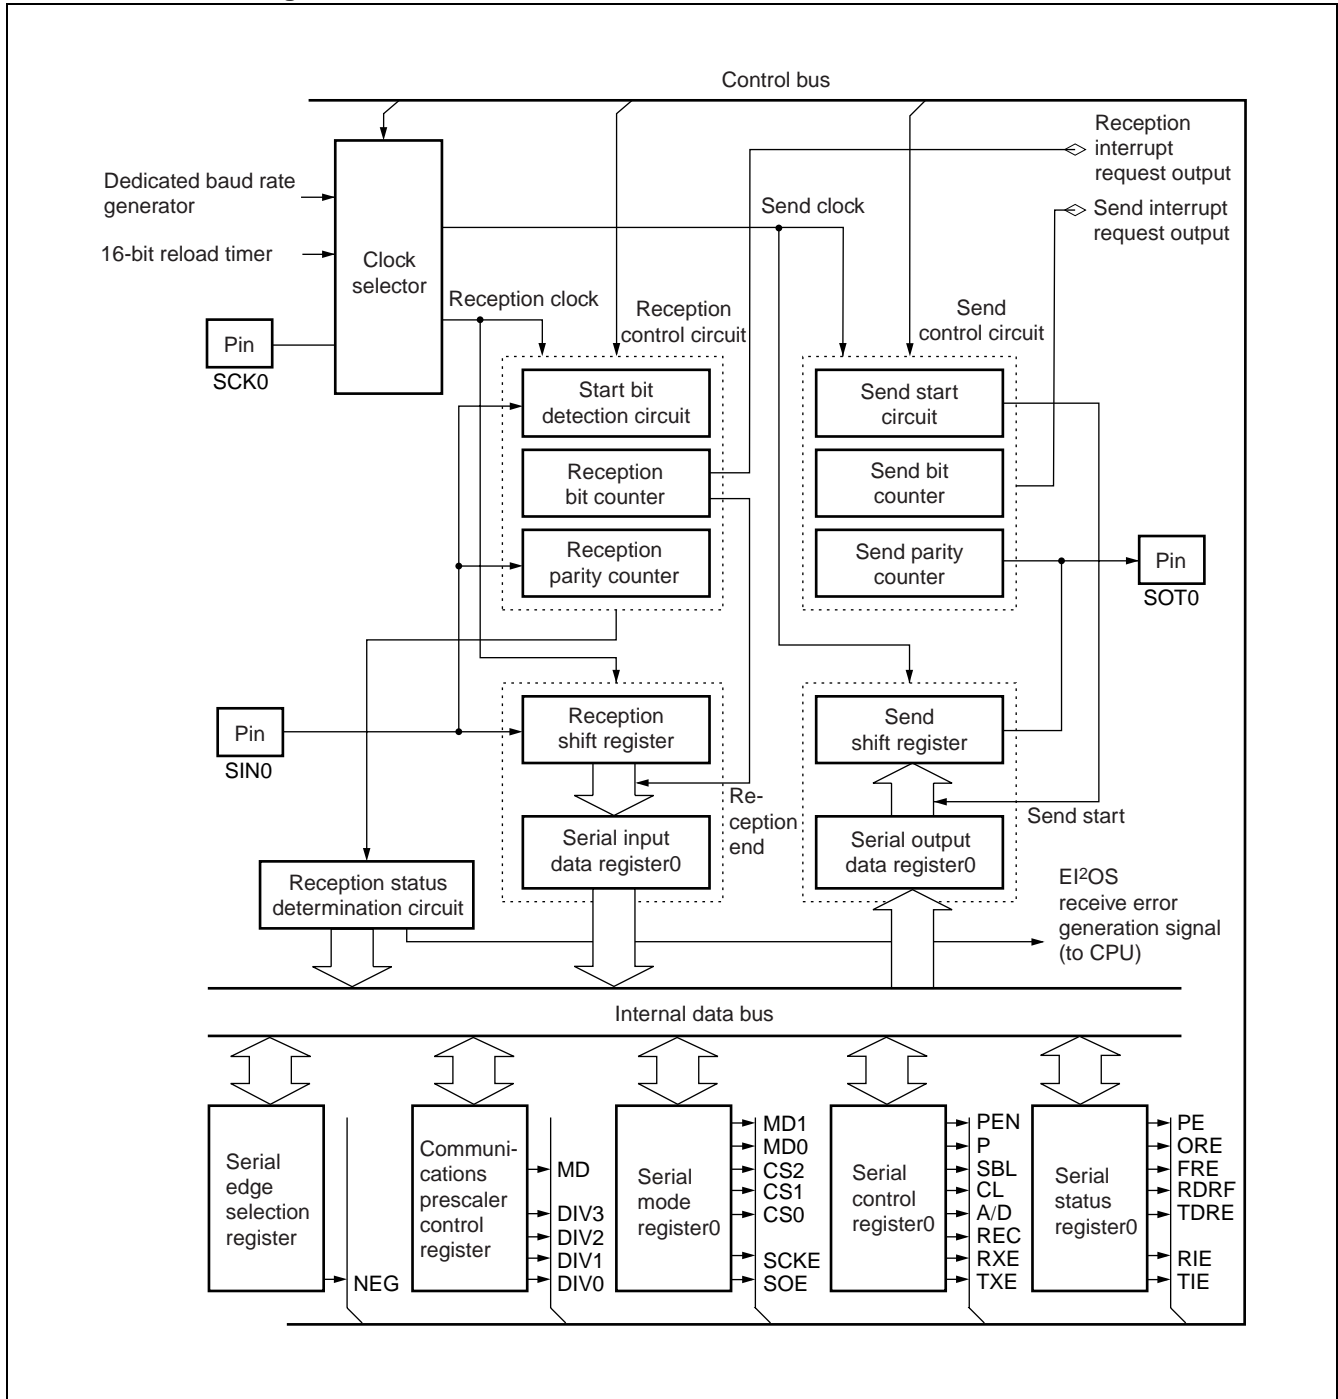 Control bus
Reception
interrupt
request output
Dedicated baud rate
generator
Send clock
Send interrupt
request output
16-bit reload timer
Clock
selector
Reception clock
Reception
control circuit
Send
control circuit
Pin
SCK0
Start bit
detection circuit
Send start
circuit
Reception
bit counter
Send bit
counter
Reception
parity counter
Send parity
counter
Pin
SOT0
Pin
SIN0
Reception
shift register
Send
shift register
Re-
ception
end
Send start
Serial input
data register0
Serial output
data register0
Reception status
determination circuit
EI²OS
receive error
generation signal
(to CPU)
Internal data bus
Serial
edge
selection
register
NEG
Communi-
cations
prescaler
control
register
MD
DIV3
DIV2
DIV1
DIV0
Serial
mode
register0
MD1
MD0
CS2
CS1
CS0
SCKE
SOE
Serial
control
register0
PEN
P
SBL
CL
A/D
REC
RXE
TXE
Serial
status
register0
PE
ORE
FRE
RDRF
TDRE
RIE
TIE